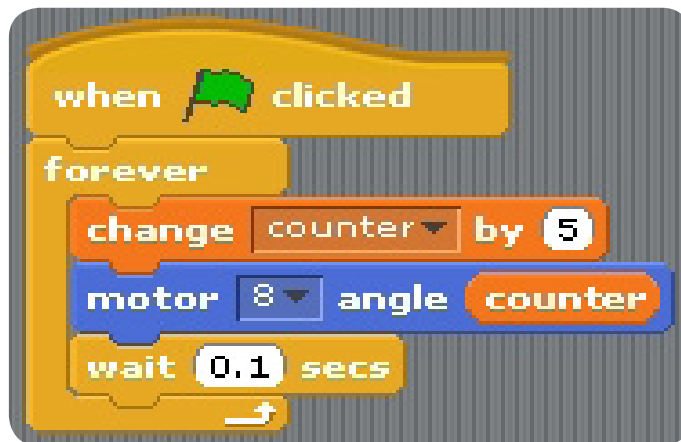 when clicked
forever
change counter by 5
motor 8 angle counter
wait 0.1 secs